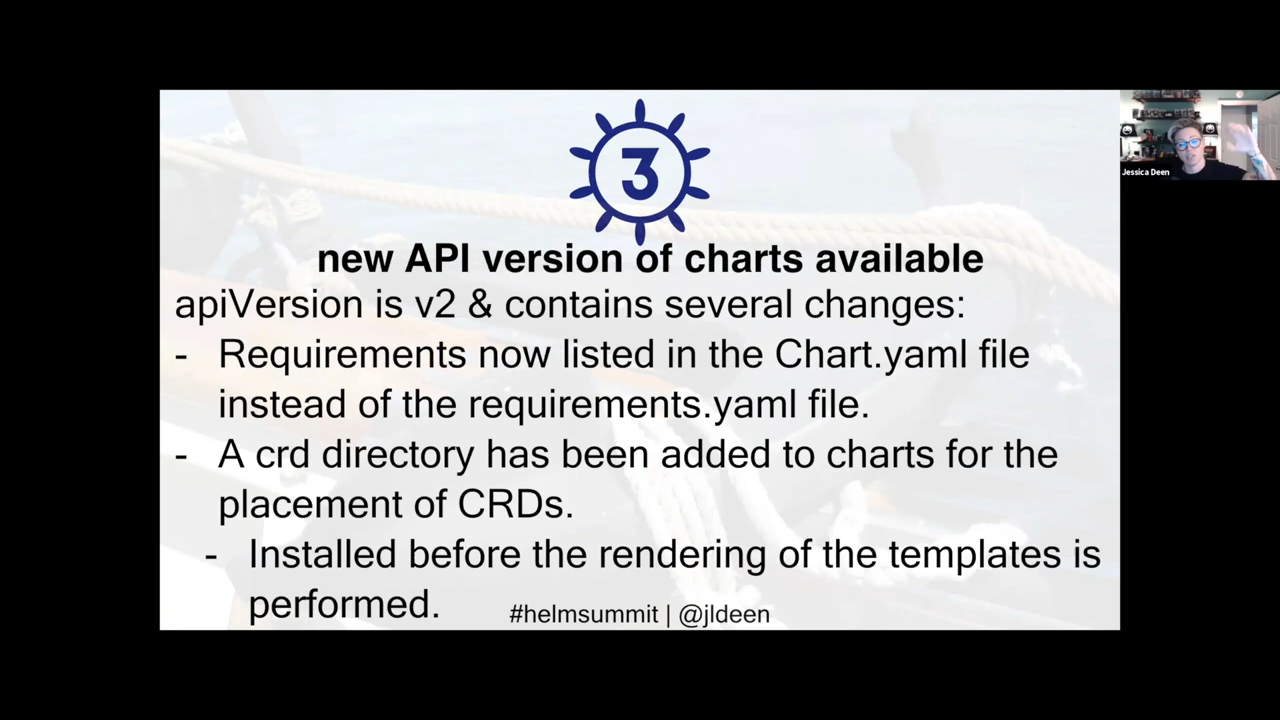 3
Jessica Deen
new API version of charts available
apiVersion is v2 & contains several changes:
- Requirements now listed in the Chart.yaml file
instead of the requirements.yaml file.
- A crd directory has been added to charts for the
placement of CRDs.
- Installed before the rendering of the templates is
performed.
#helmsummit | @jldeen